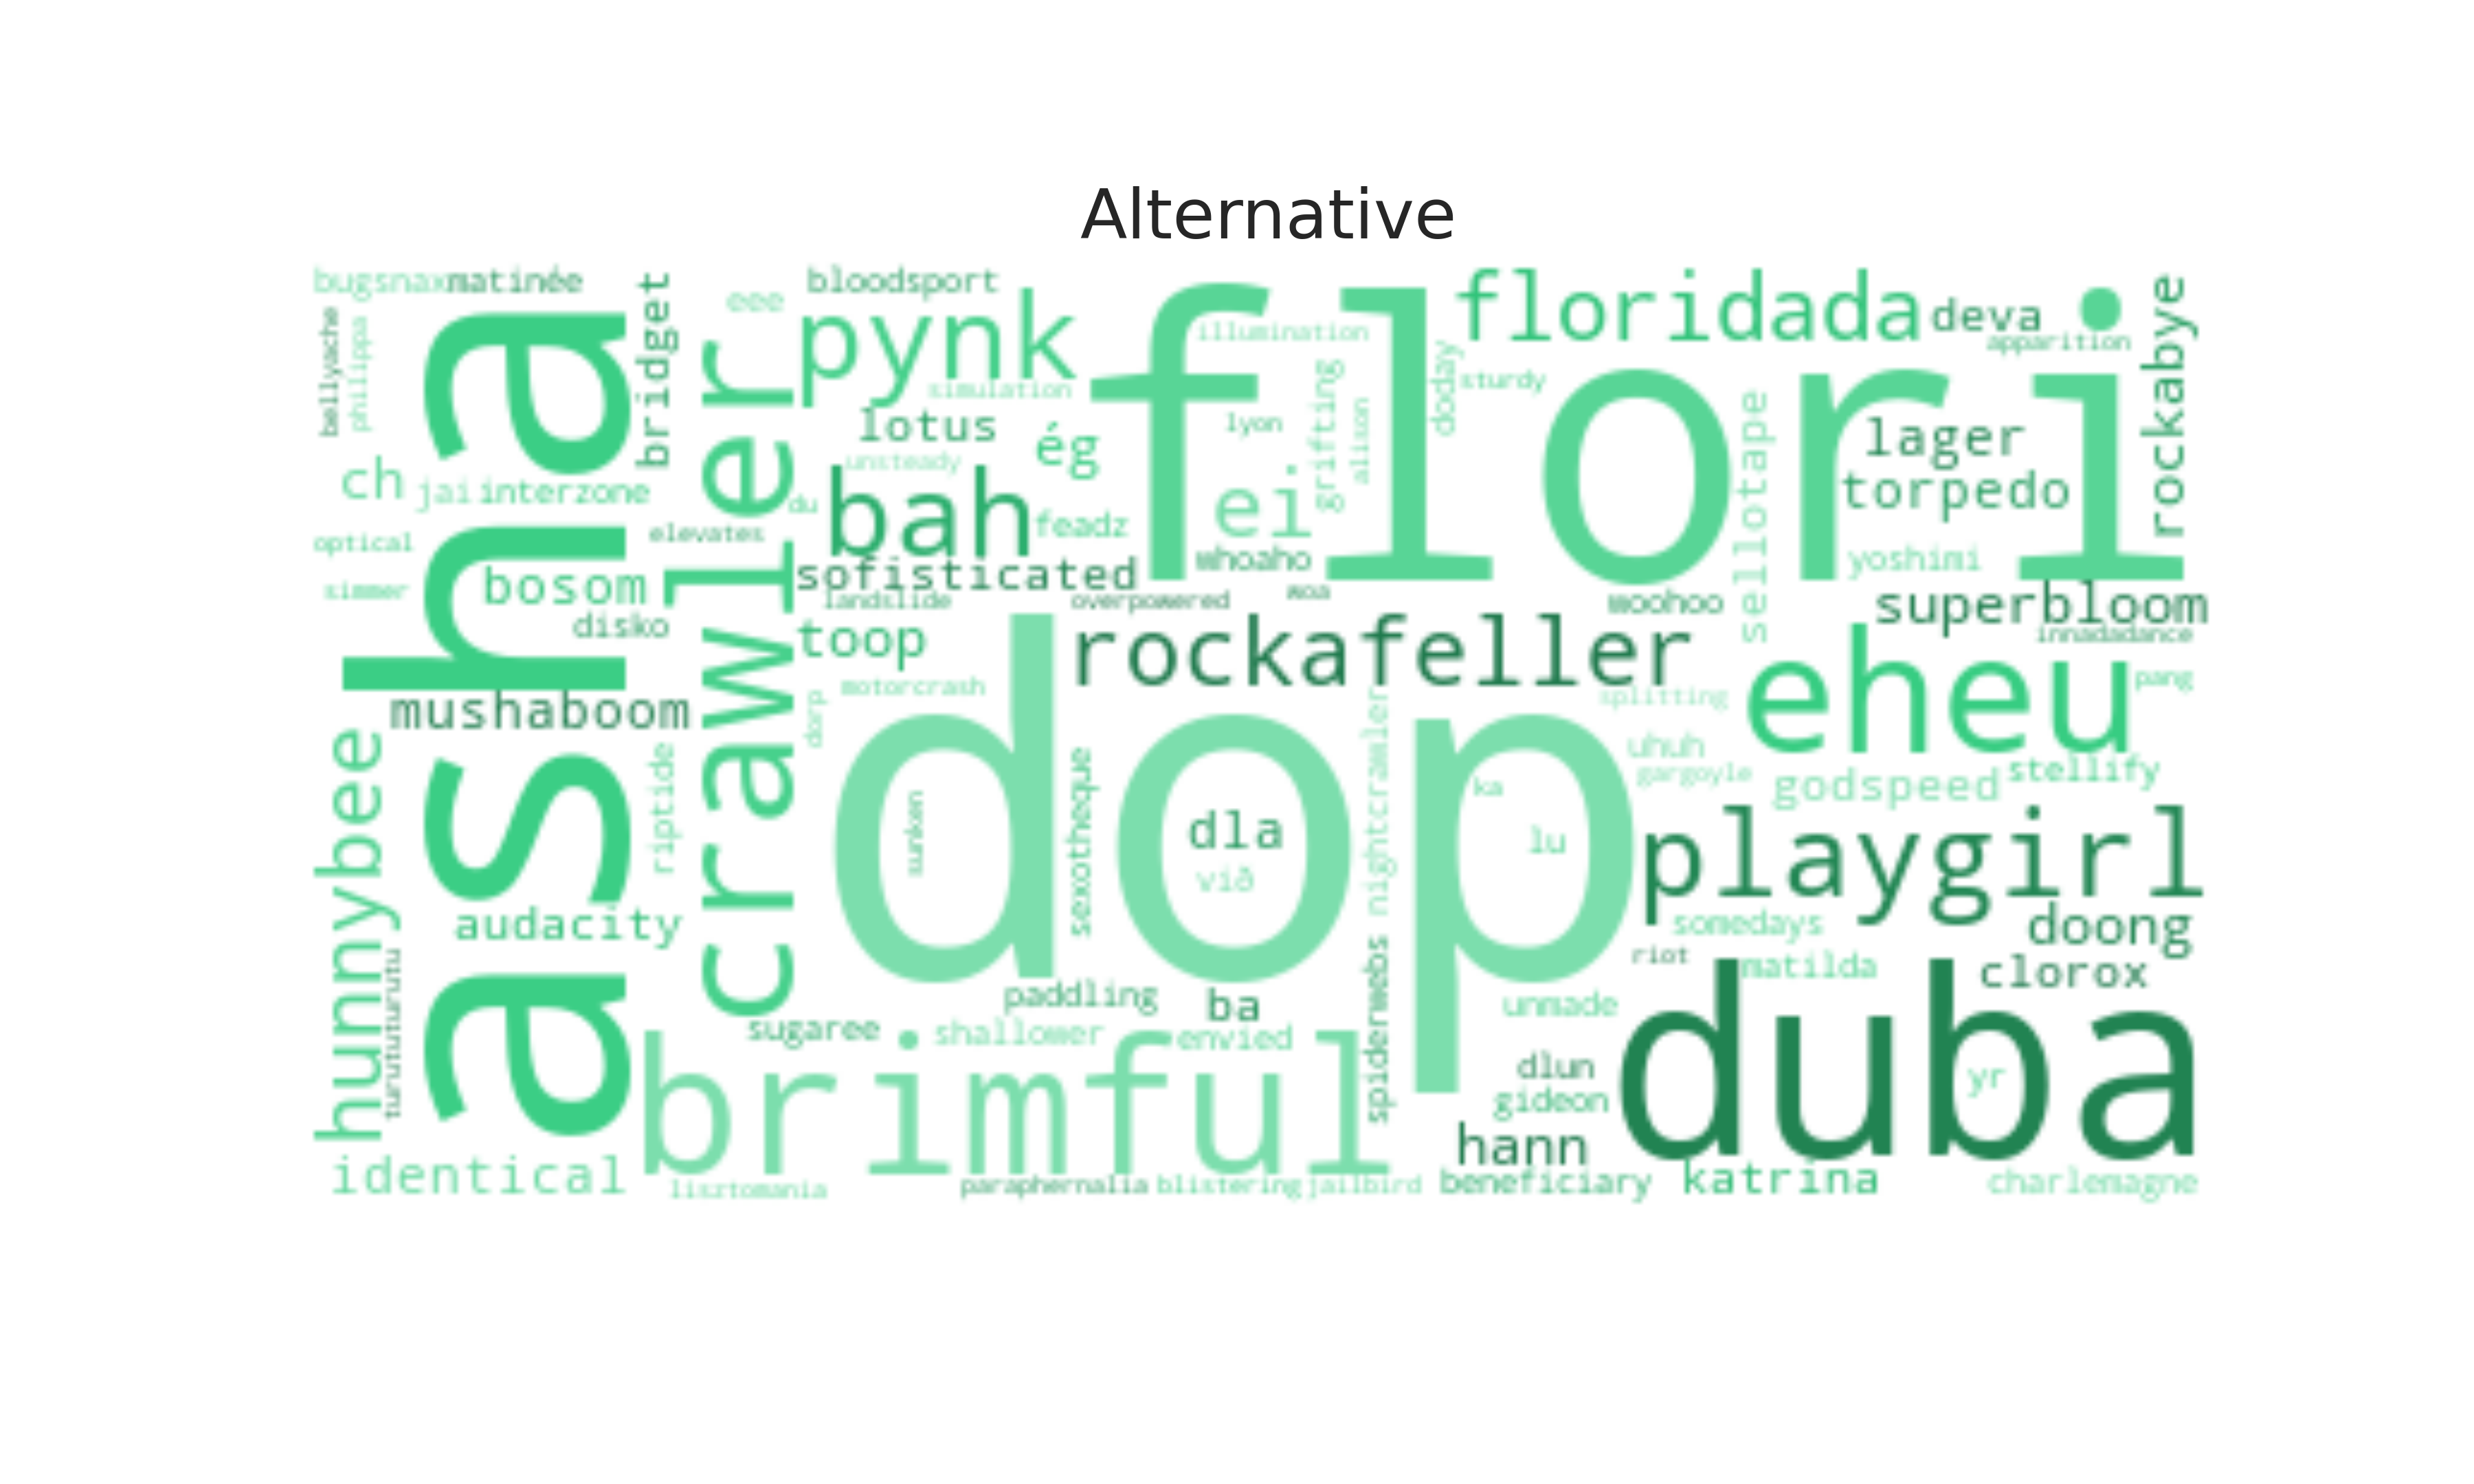 Alternative
bugsnax
matinée
bloodsport
eee
pynk
flori
floridada
deva
apparition
rockabye
bellyache
philippa
asha
bridget
crawler
illumination
simulation
doday
sturdy
grifting
alison
lyon
lotus
ég
unsteady
bah
feadz
ei
sellotape
lager
torpedo
yoshimi
ch
jai
interzone
du
elevates
optical
simmer
bosom
disko
sofisticated
whoaho
landslide
overpowered
woa
woohoo
superbloom
innadadance
toop
rockafeller
eheu
pang
mushaboom
motorcrash
dorp
dop
nightcrawler
splitting
uhuh
gargoyle
godspeed
stellify
hunnybee
riptide
sunken
sexotheque
dla
við
ka
lu
playgirl
somedays
doong
audacity
turutututurutu
riot
matilda
clorox
paddling
ba
spiderwebs
unmade
duba
sugaree
shallower
envied
brimful
dlun
gideon
yr
hann
identical
lisztomania
paraphernalia
blistering
jailbird
beneficiary
katrina
charlemagne